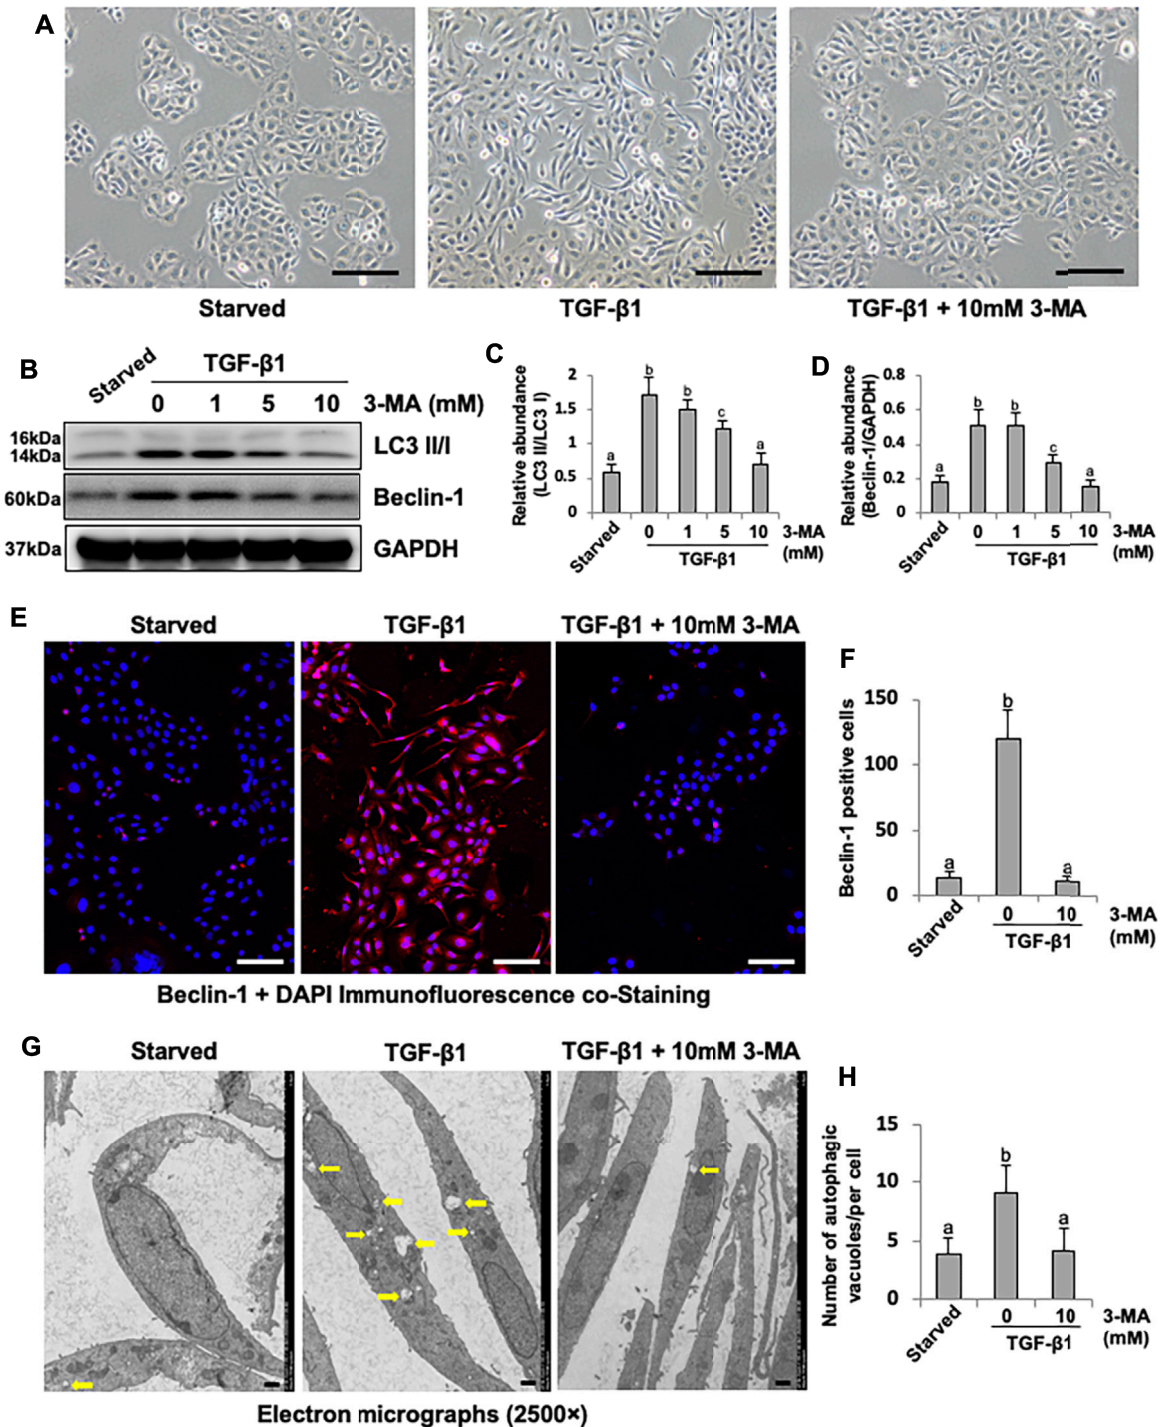 A
Starved
TGF-β1
TGF-β1 + 10mM 3-MA
B
Starved
TGF-β1
0 1 5 10 3-MA (mM)
16kDa
14kDa
LC3 II/I
60kDa
Beclin-1
37kDa
GAPDH
C
Relative abundance
(LC3 II/LC3 I)
2
1.5
1
0.5
0
a
b
b
c
a
Starved
0 1 5 10 3-MA
(mM)
TGF-β1
D
Relative abundance
(Beclin-1/GAPDH)
0.8
0.6
0.4
0.2
0
a
b
b
c
a
Starved
0 1 5 10 3-MA
(mM)
TGF-β1
E
Starved
TGF-β1
TGF-β1 + 10mM 3-MA
Beclin-1 + DAPI Immunofluorescence co-Staining
F
Beclin-1 positive cells
150
100
50
0
a
b
a
Starved
0 10 3-MA
(mM)
TGF-β1
G
Starved
TGF-β1
TGF-β1 + 10mM 3-MA
Electron micrographs (2500×)
H
Number of autophagic
vacuoles/per cell
15
10
5
0
a
b
a
Starved
0 10 3-MA
(mM)
TGF-β1